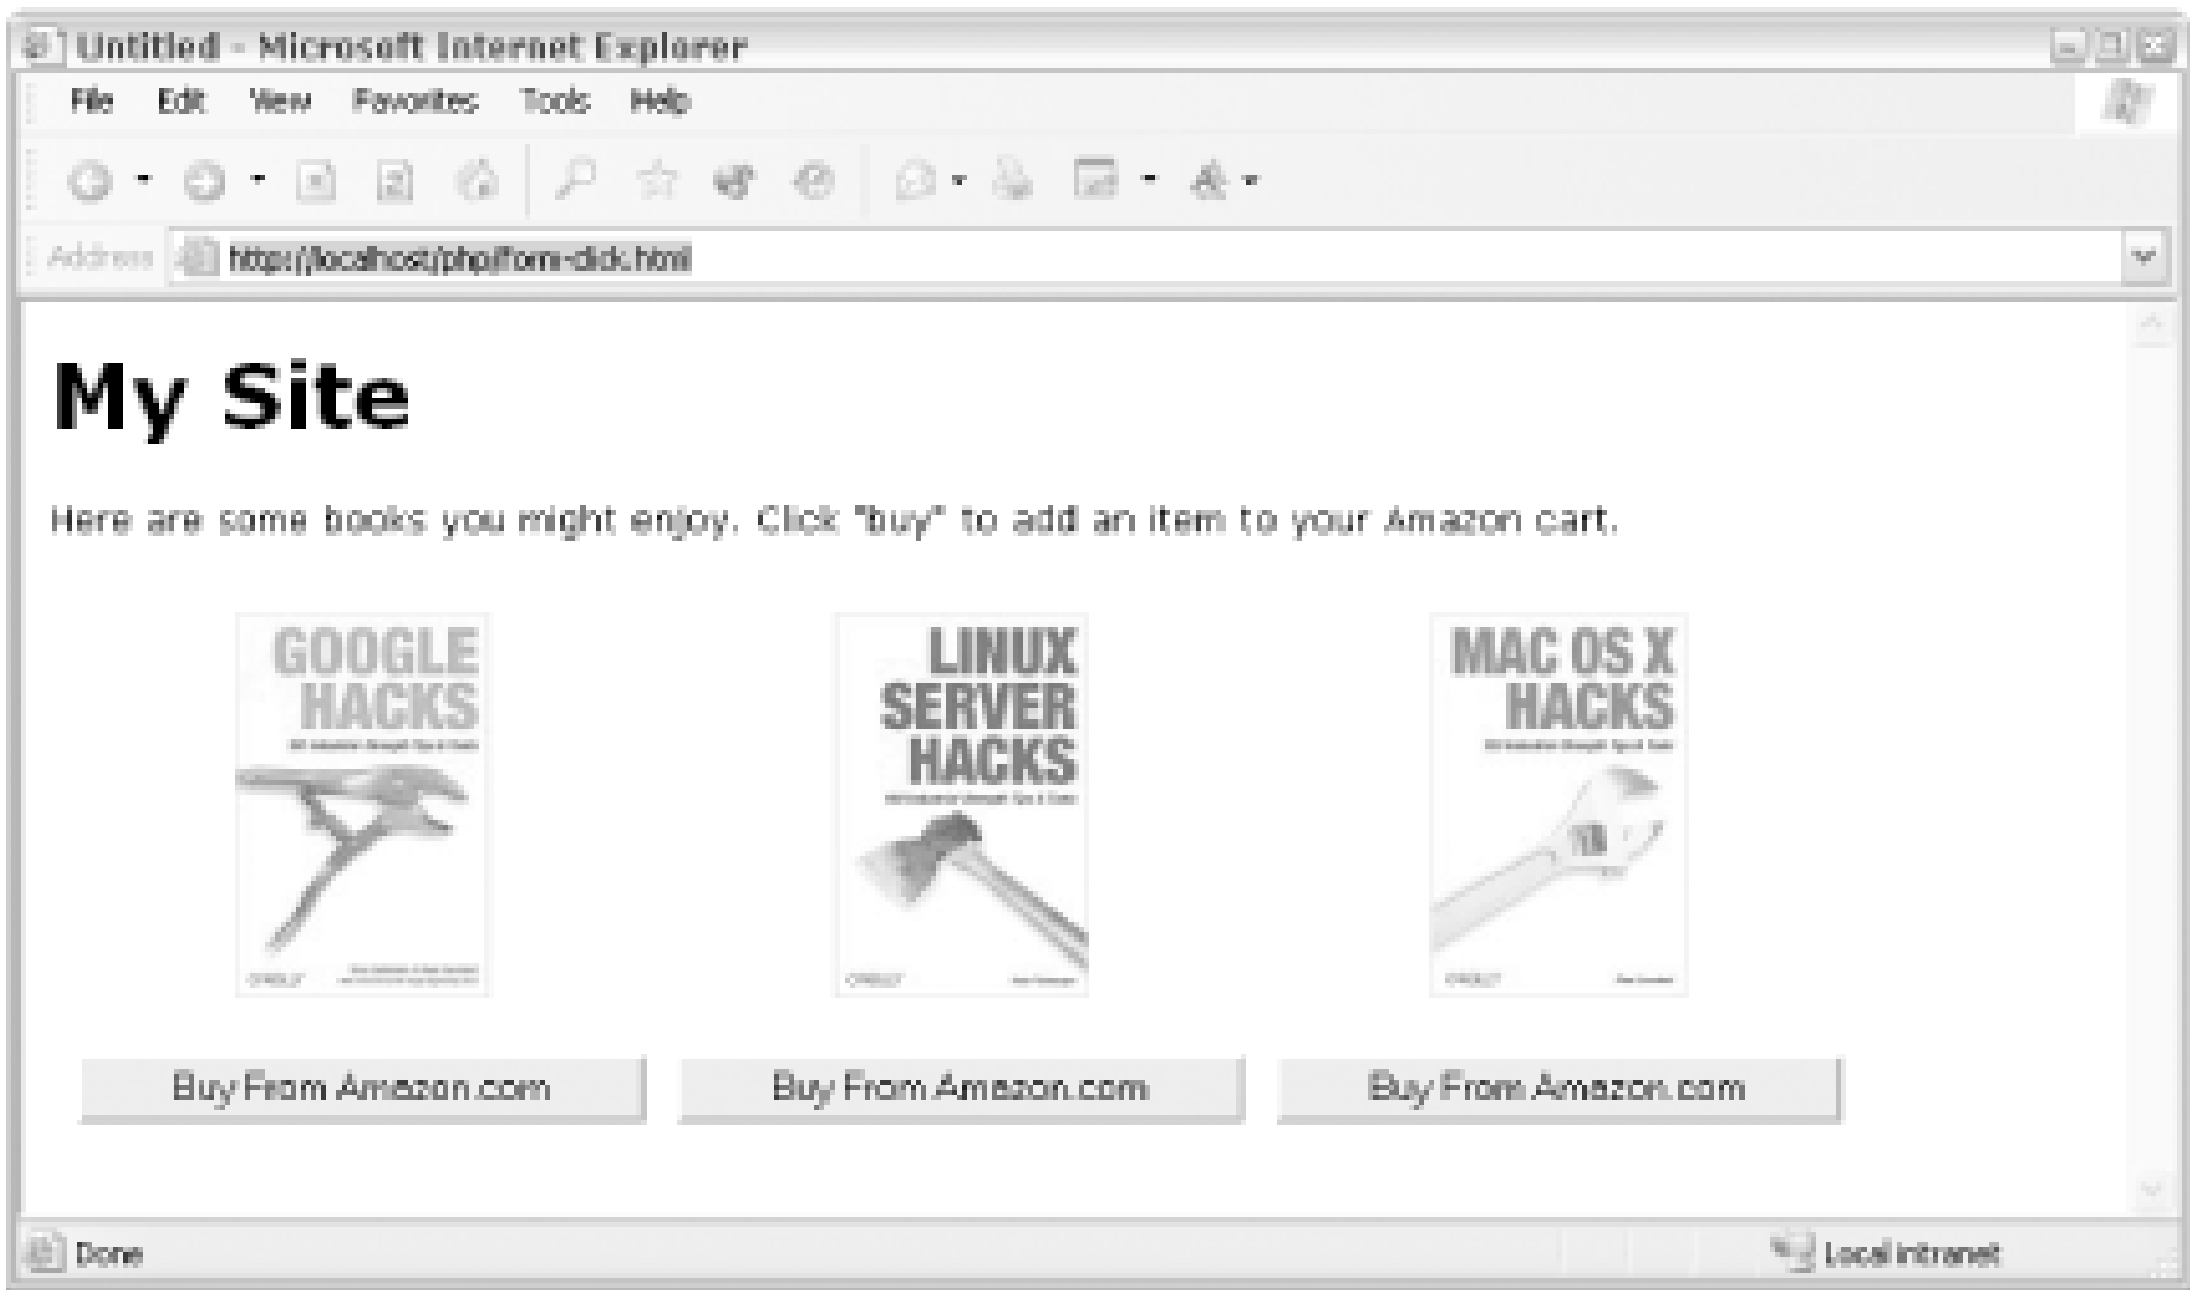 Untitled - Microsoft Internet Explorer
File Edit View Favorites Tools Help
Address http://localhost/php/form-click.html
My Site
Here are some books you might enjoy. Click "buy" to add an item to your Amazon cart.
GOOGLE
HACKS
O'REILLY
LINUX
SERVER
HACKS
O'REILLY
MAC OS X
HACKS
O'REILLY
Buy From Amazon.com Buy From Amazon.com Buy From Amazon.com
Done Local intranet